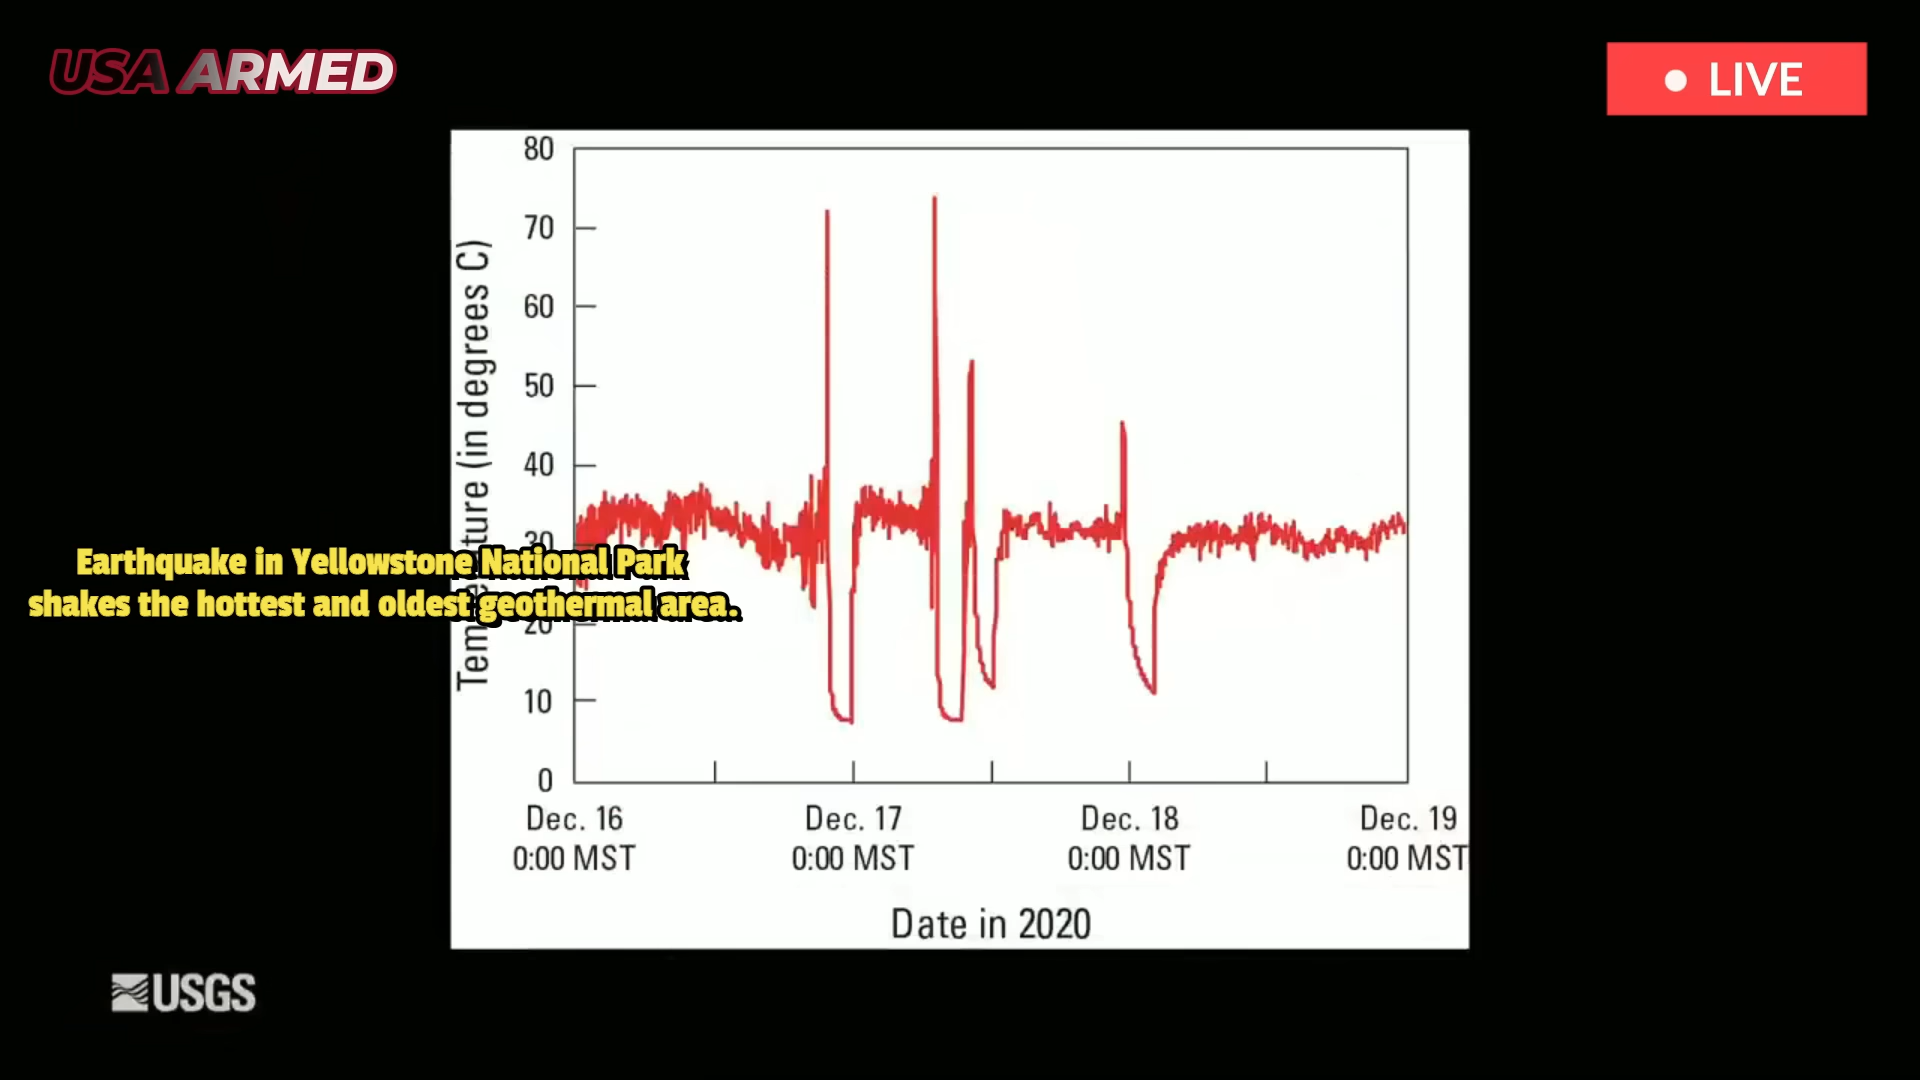 USA ARMED
LIVE
80
70
60
50
40
30
20
10
0
Earthquake in Yellowstone National Park
shakes the hottest and oldest geothermal area.
Dec. 16
0:00 MST
Dec. 17
0:00 MST
Dec. 18
0:00 MST
Dec. 19
0:00 MST
Date in 2020
USGS
(in degrees C)